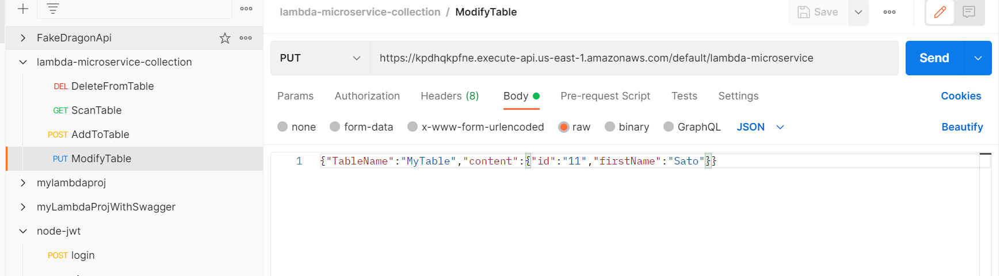 lambda-microservice-collection / ModifyTable
Save
FakeDragonApi
lambda-microservice-collection
DEL DeleteFromTable
GET ScanTable
POST AddToTable
PUT ModifyTable
mylambdaproj
myLambdaProjWithSwagger
node-jwt
POST login
PUT
https://kpdhqkpfne.execute-api.us-east-1.amazonaws.com/default/lambda-microservice
Send
Params Authorization Headers (8) Body Pre-request Script Tests Settings Cookies
none form-data x-www-form-urlencoded raw binary GraphQL JSON Beautify
1 {"TableName":"MyTable","content":{"id":"11","firstName":"Sato"}}